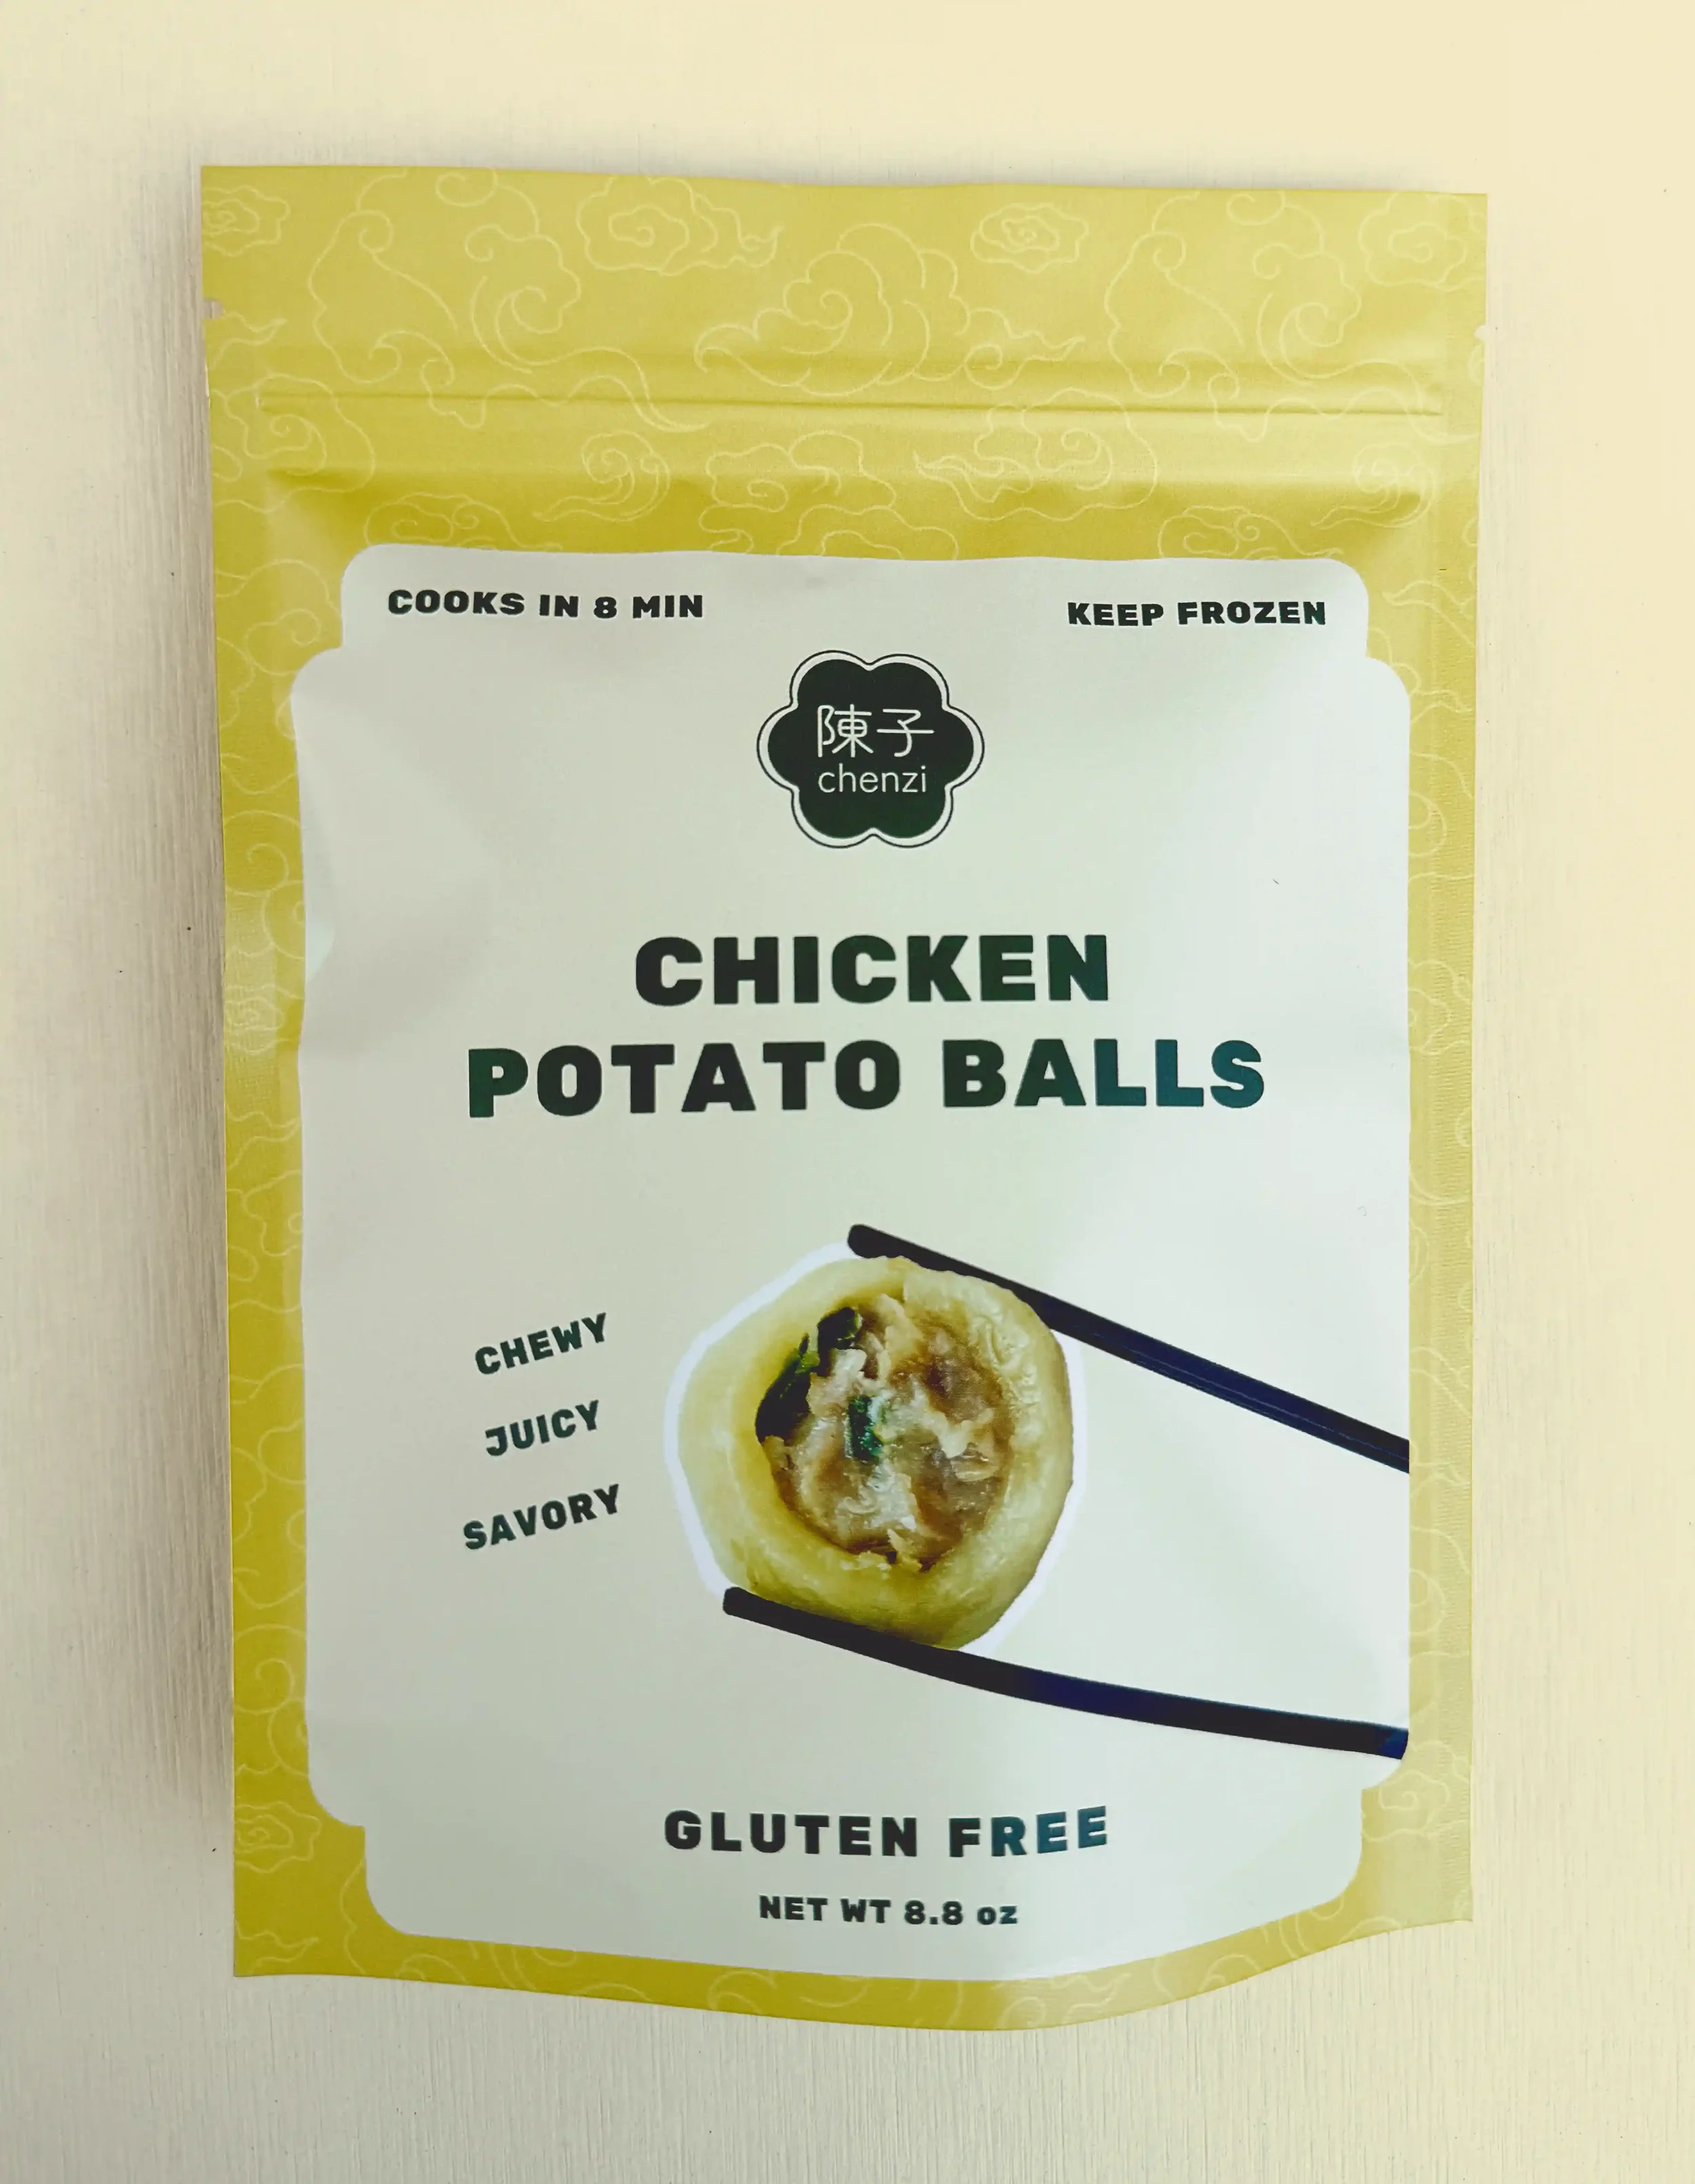 COOKS IN 8 MIN
KEEP FROZEN
陳子
chenzi
CHICKEN
POTATO BALLS
CHEWY
JUICY
SAVORY
GLUTEN FREE
NET WT 8.8 oz